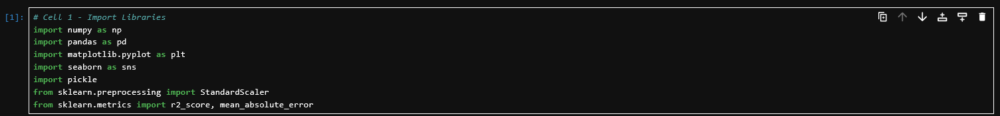 [1]:
# Cell 1 - Import Libraries
import numpy as np
import pandas as pd
import matplotlib.pyplot as plt
import seaborn as sns
import pickle
from sklearn.preprocessing import StandardScaler
from sklearn.metrics import r2_score, mean_absolute_error